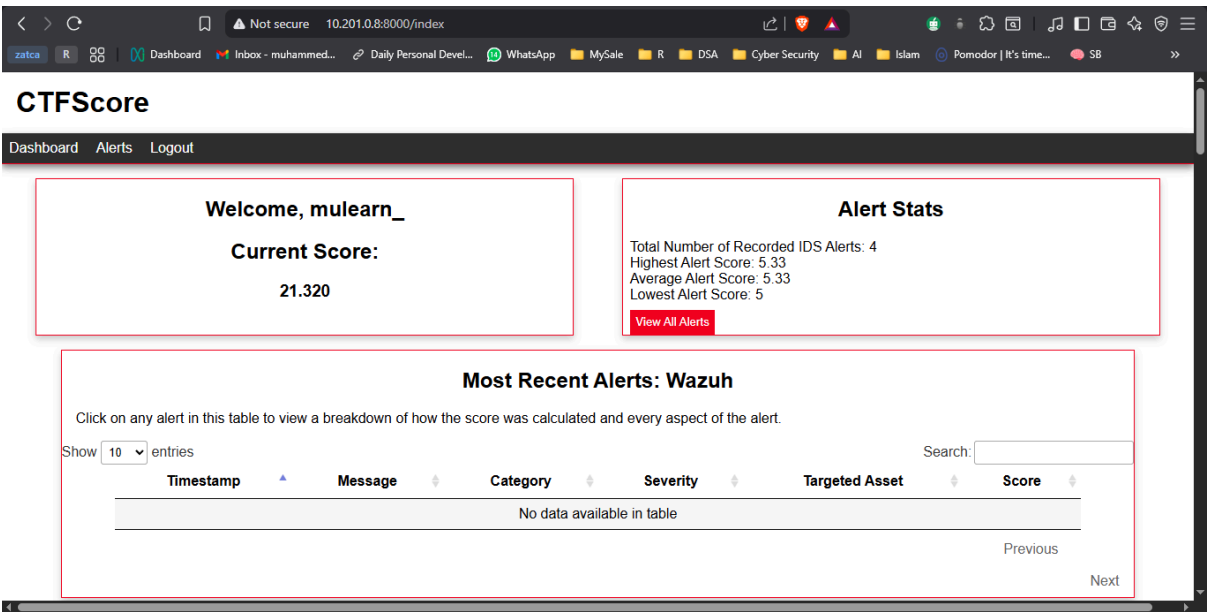 Not secure 10.201.0.8:8000/index
zatca R Dashboard Inbox - muhammed... Daily Personal Devel... WhatsApp MySale R DSA Cyber Security AI Islam Pomodor | It's time... SB »
CTFScore
Dashboard Alerts Logout
Welcome, mulearn_
Current Score:
21.320
Alert Stats
Total Number of Recorded IDS Alerts: 4
Highest Alert Score: 5.33
Average Alert Score: 5.33
Lowest Alert Score: 5
View All Alerts
Most Recent Alerts: Wazuh
Click on any alert in this table to view a breakdown of how the score was calculated and every aspect of the alert.
Show 10 entries Search:
Timestamp Message Category Severity Targeted Asset Score
No data available in table
Previous
Next